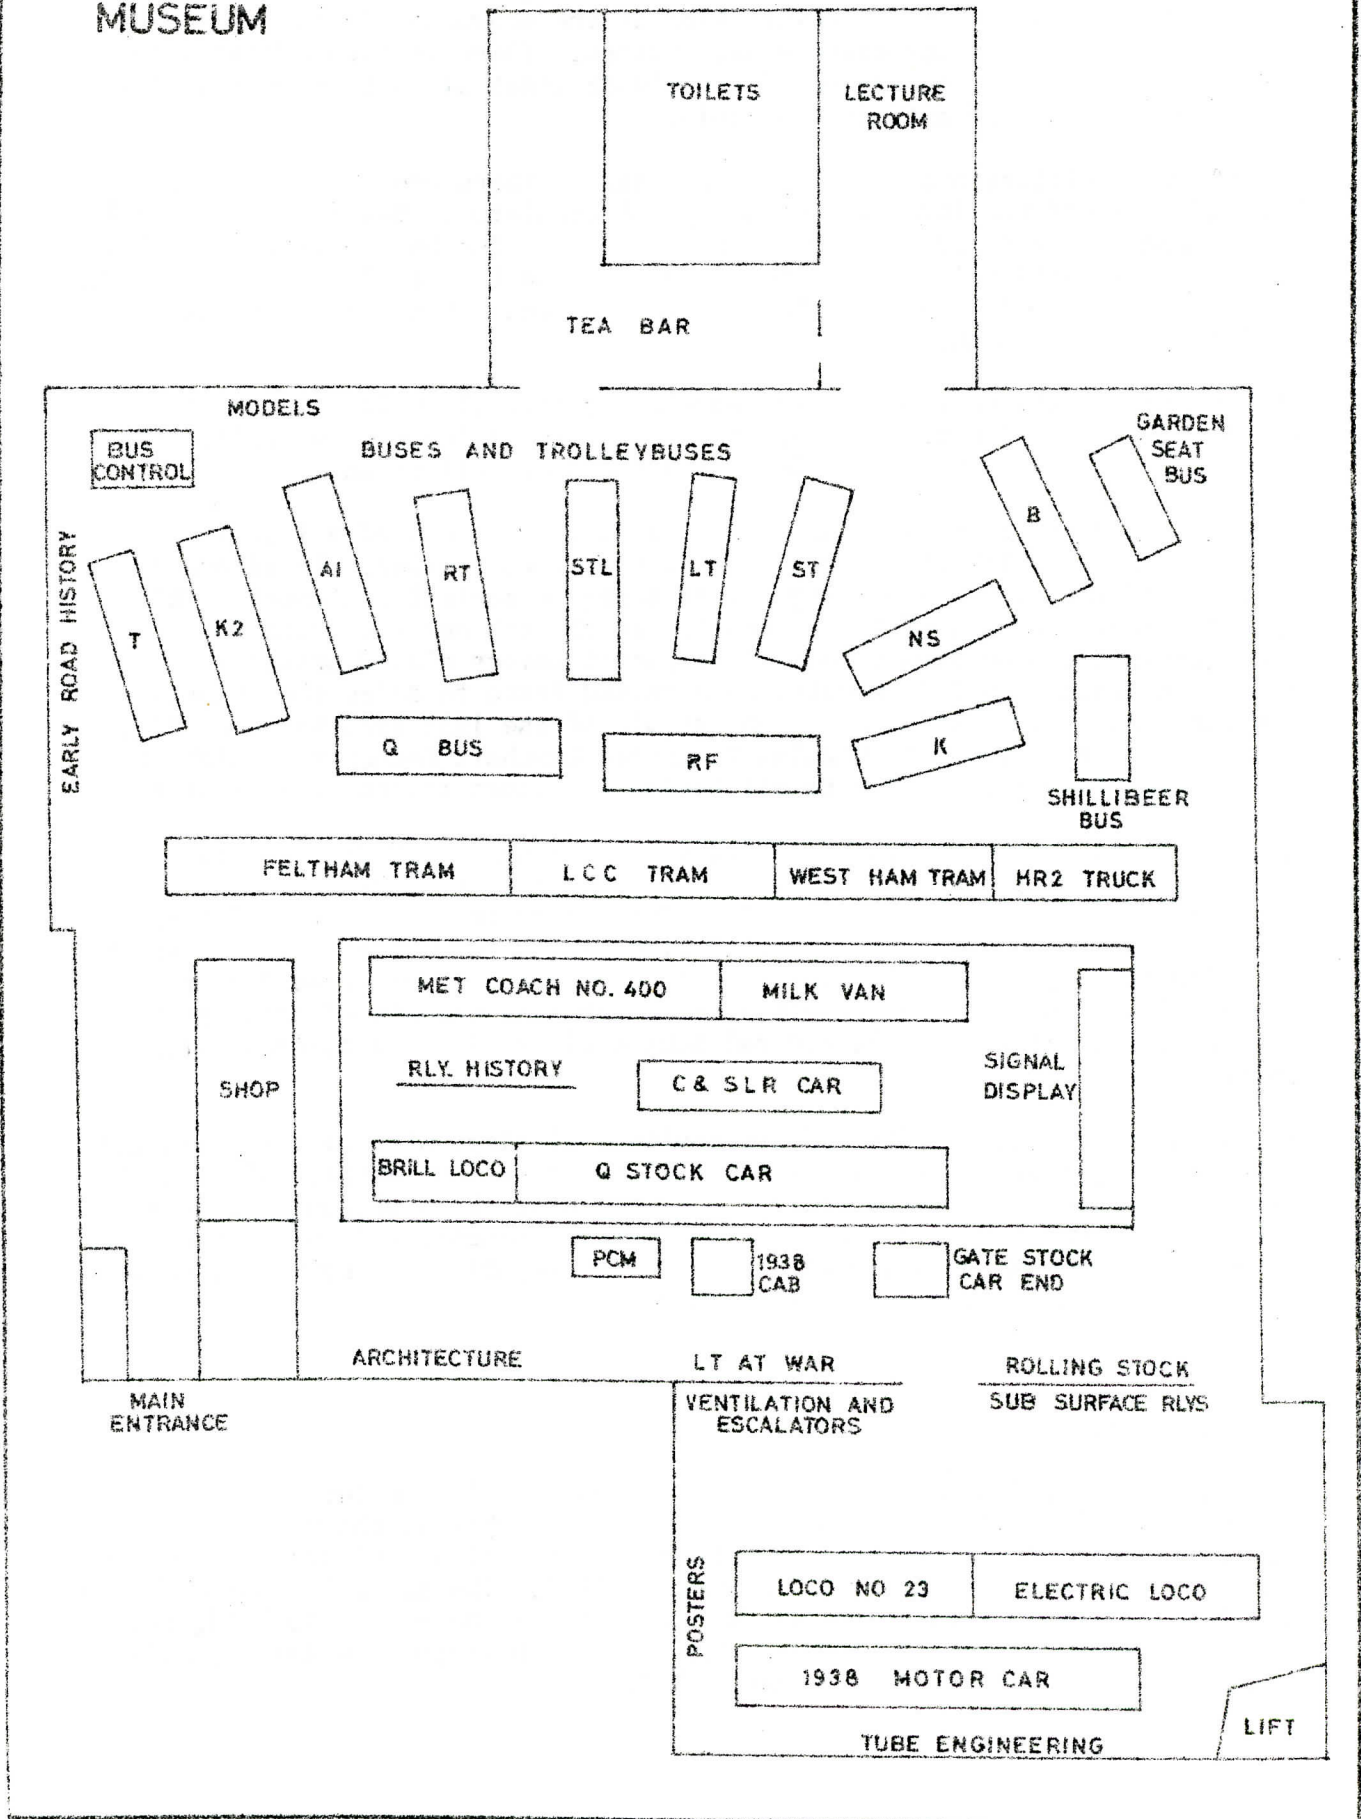 MUSEUM
TOILETS
LECTURE
ROOM
TEA BAR
MODELS
BUS
CONTROL
BUSES AND TROLLEYBUSES
GARDEN
SEAT
BUS
EARLY ROAD HISTORY
T
K2
A1
RT
STL
LT
ST
B
NS
K
Q BUS
RF
SHILLIBEER
BUS
FELTHAM TRAM
LCC TRAM
WEST HAM TRAM
HR2 TRUCK
SHOP
MET COACH NO. 400
MILK VAN
RLY. HISTORY
C & SLR CAR
SIGNAL
DISPLAY
BRILL LOCO
Q STOCK CAR
PCM
1938
CAB
GATE STOCK
CAR END
ARCHITECTURE
LT AT WAR
ROLLING STOCK
MAIN
ENTRANCE
VENTILATION AND
ESCALATORS
SUB SURFACE RLYS
POSTERS
LOCO NO 23
ELECTRIC LOCO
1938 MOTOR CAR
LIFT
TUBE ENGINEERING